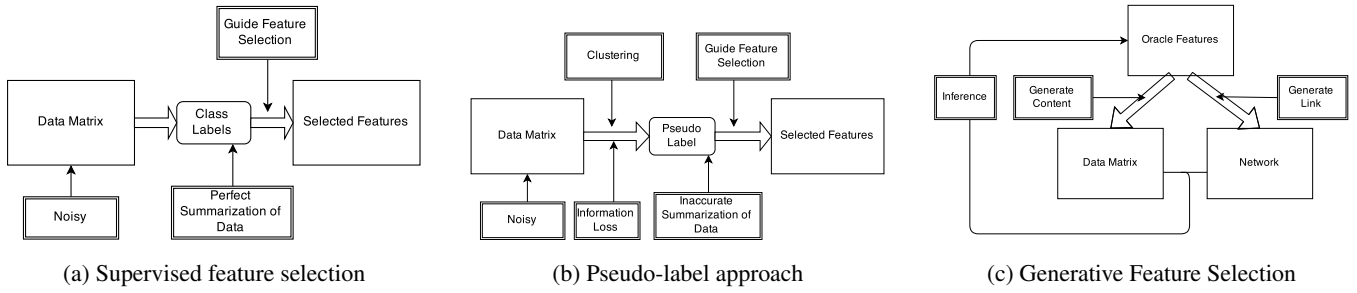 Guide Feature
Selection
Data Matrix
Class
Labels
Selected Features
Noisy
Perfect
Summarization of
Data
(a) Supervised feature selection
Clustering
Guide Feature
Selection
Data Matrix
Pseudo
Label
Selected Features
Noisy
Information
Loss
Inaccurate
Summarization of
Data
(b) Pseudo-label approach
Oracle Features
Inference
Generate
Content
Generate
Link
Data Matrix
Network
(c) Generative Feature Selection